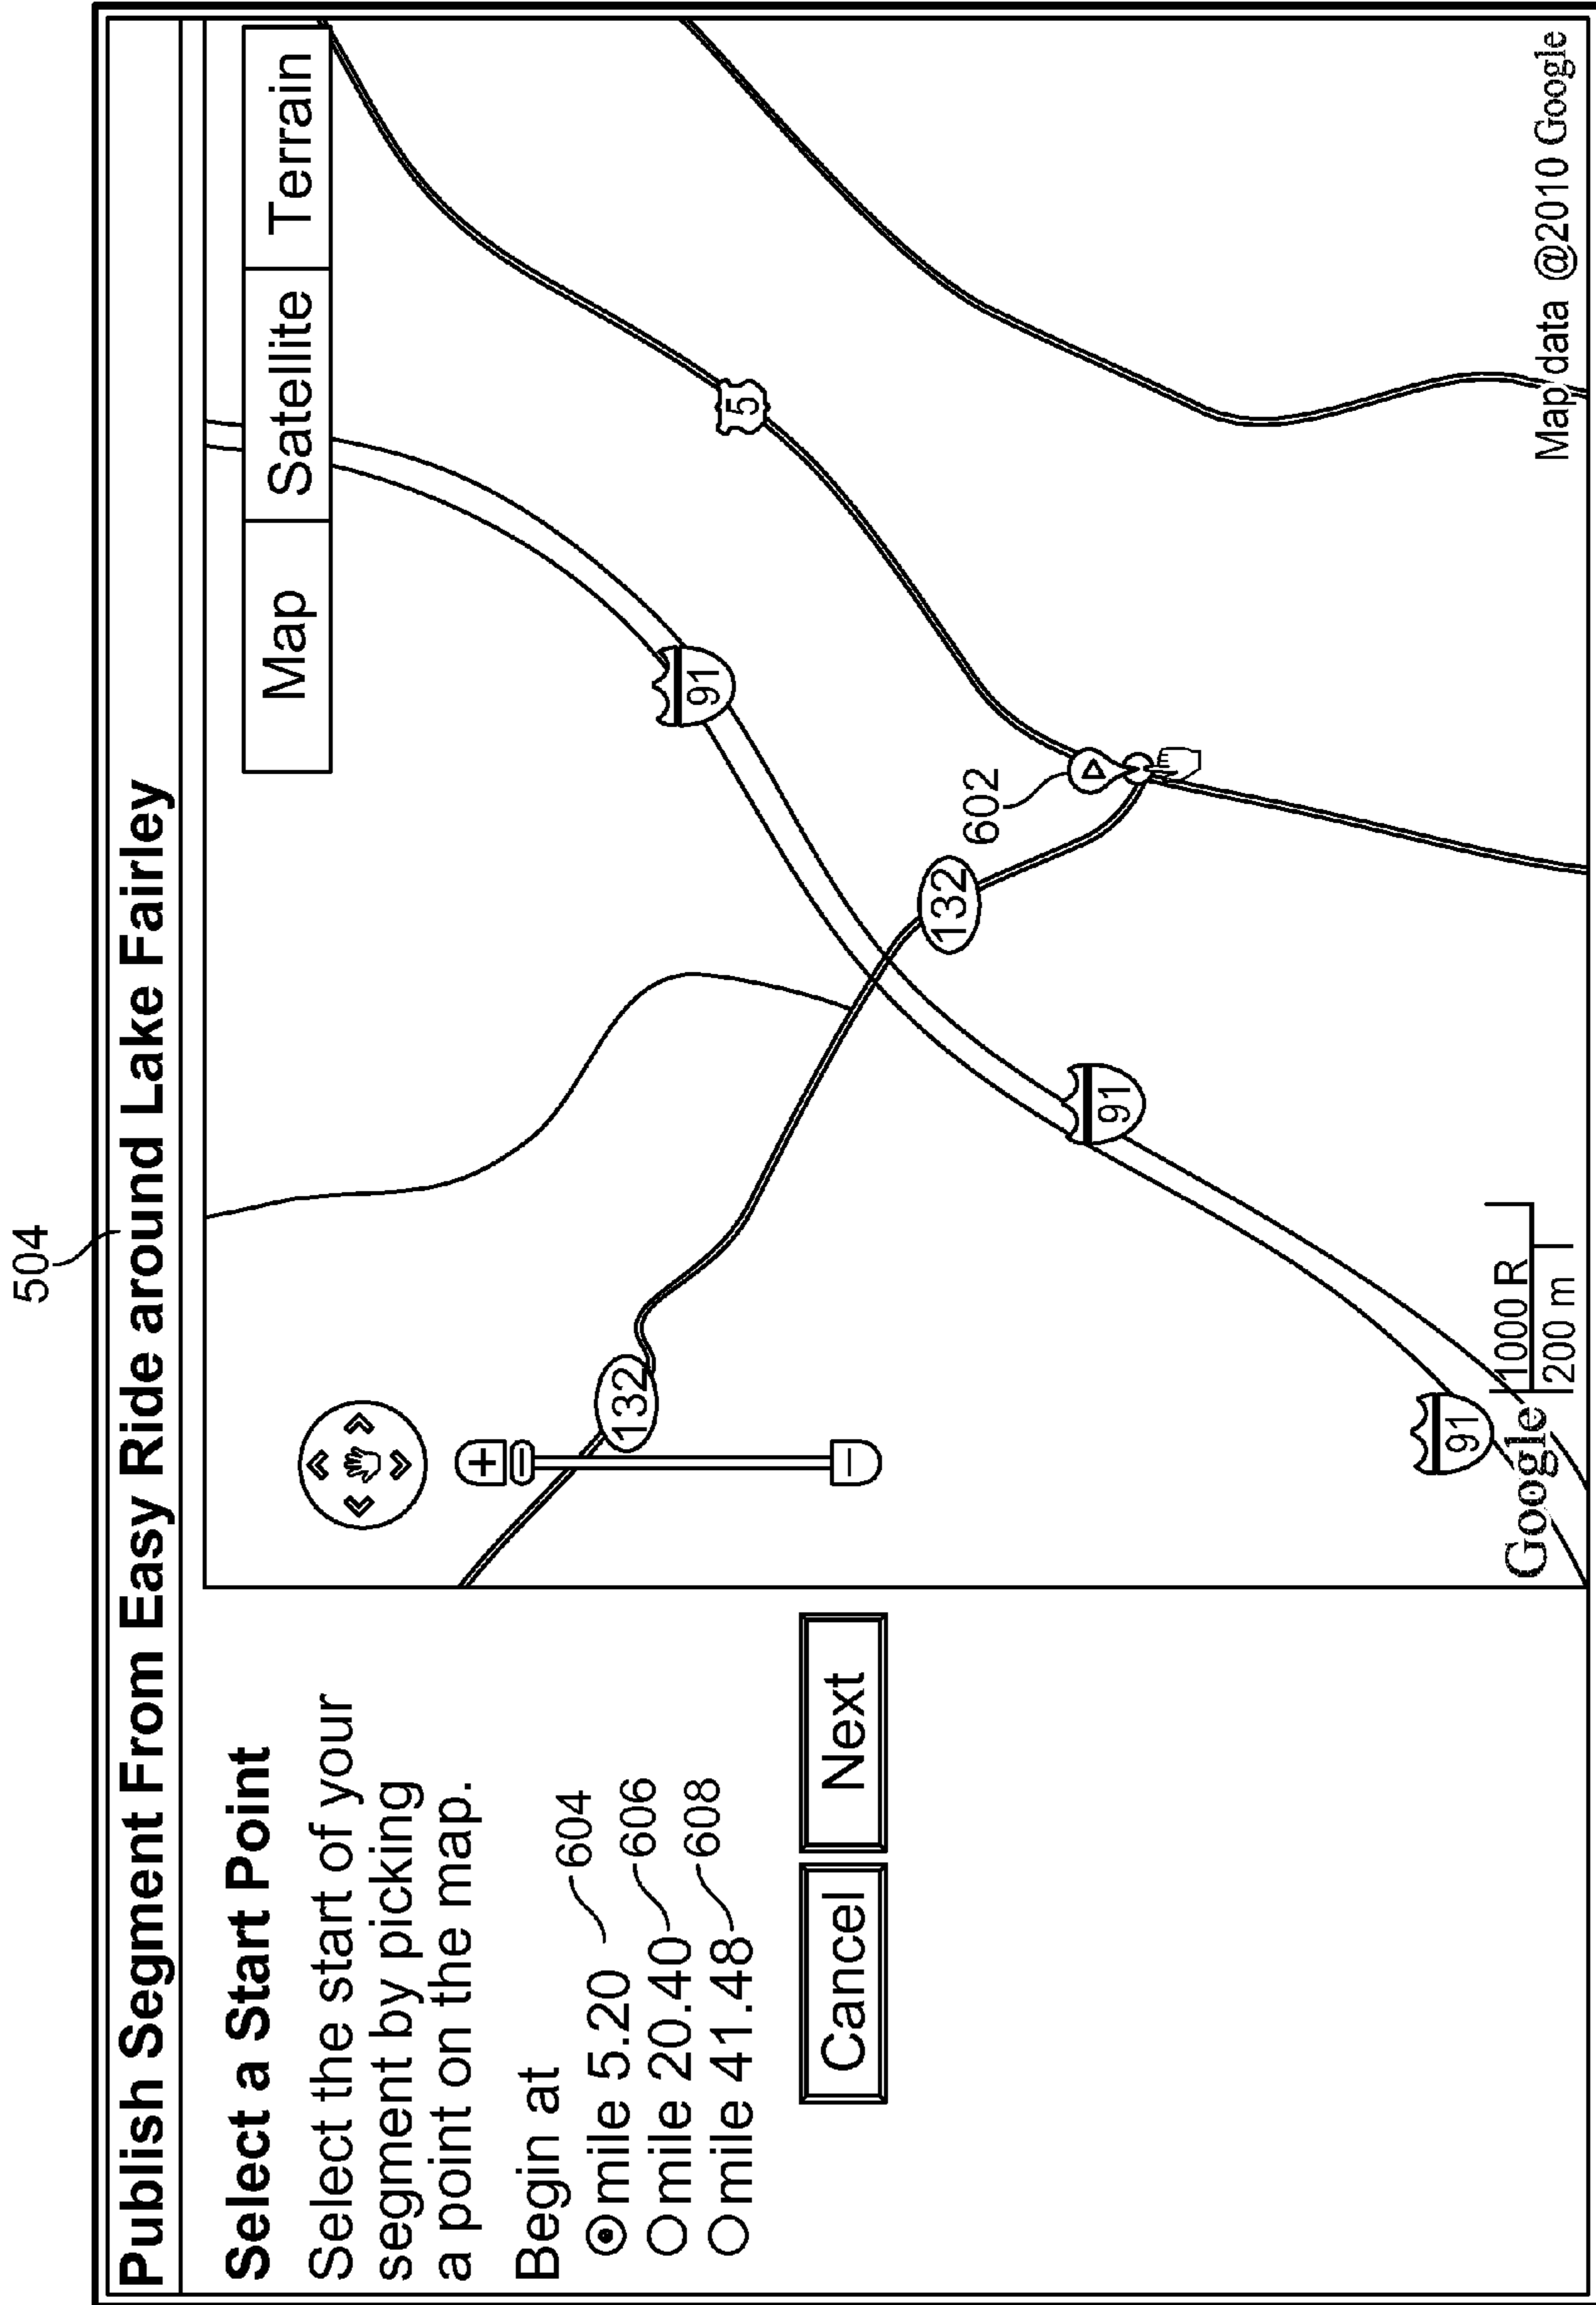 504
Publish Segment From Easy Ride around Lake Fairley
Select a Start Point
Select the start of your
segment by picking
a point on the map.
Begin at
mile 5.20 604
mile 20.40 606
mile 41.48 608
Cancel Next
Map Satellite Terrain
132
91
5
132
602
91
91
1000 R
200 m
Google
Map data @2010 Google